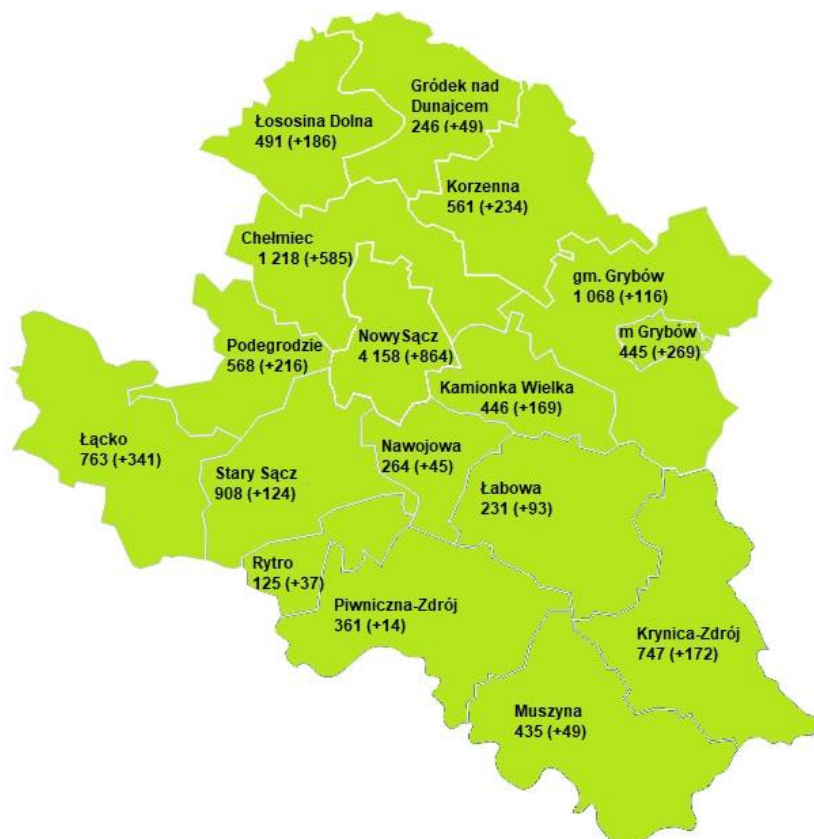 Gródek nad
Dunajcem
246 (+49)
Łososina Dolna
491 (+186)
Korzenna
561 (+234)
Chełmiec
1 218 (+585)
gm. Grybów
1 068 (+116)
m Grybów
445 (+269)
Nowy Sącz
4 158 (+864)
Podegrodzie
568 (+216)
Kamionka Wielka
446 (+169)
Łącko
763 (+341)
Nawojowa
264 (+45)
Stary Sącz
908 (+124)
Łabowa
231 (+93)
Rytro
125 (+37)
Piwniczna-Zdrój
361 (+14)
Krynica-Zdrój
747 (+172)
Muszyna
435 (+49)